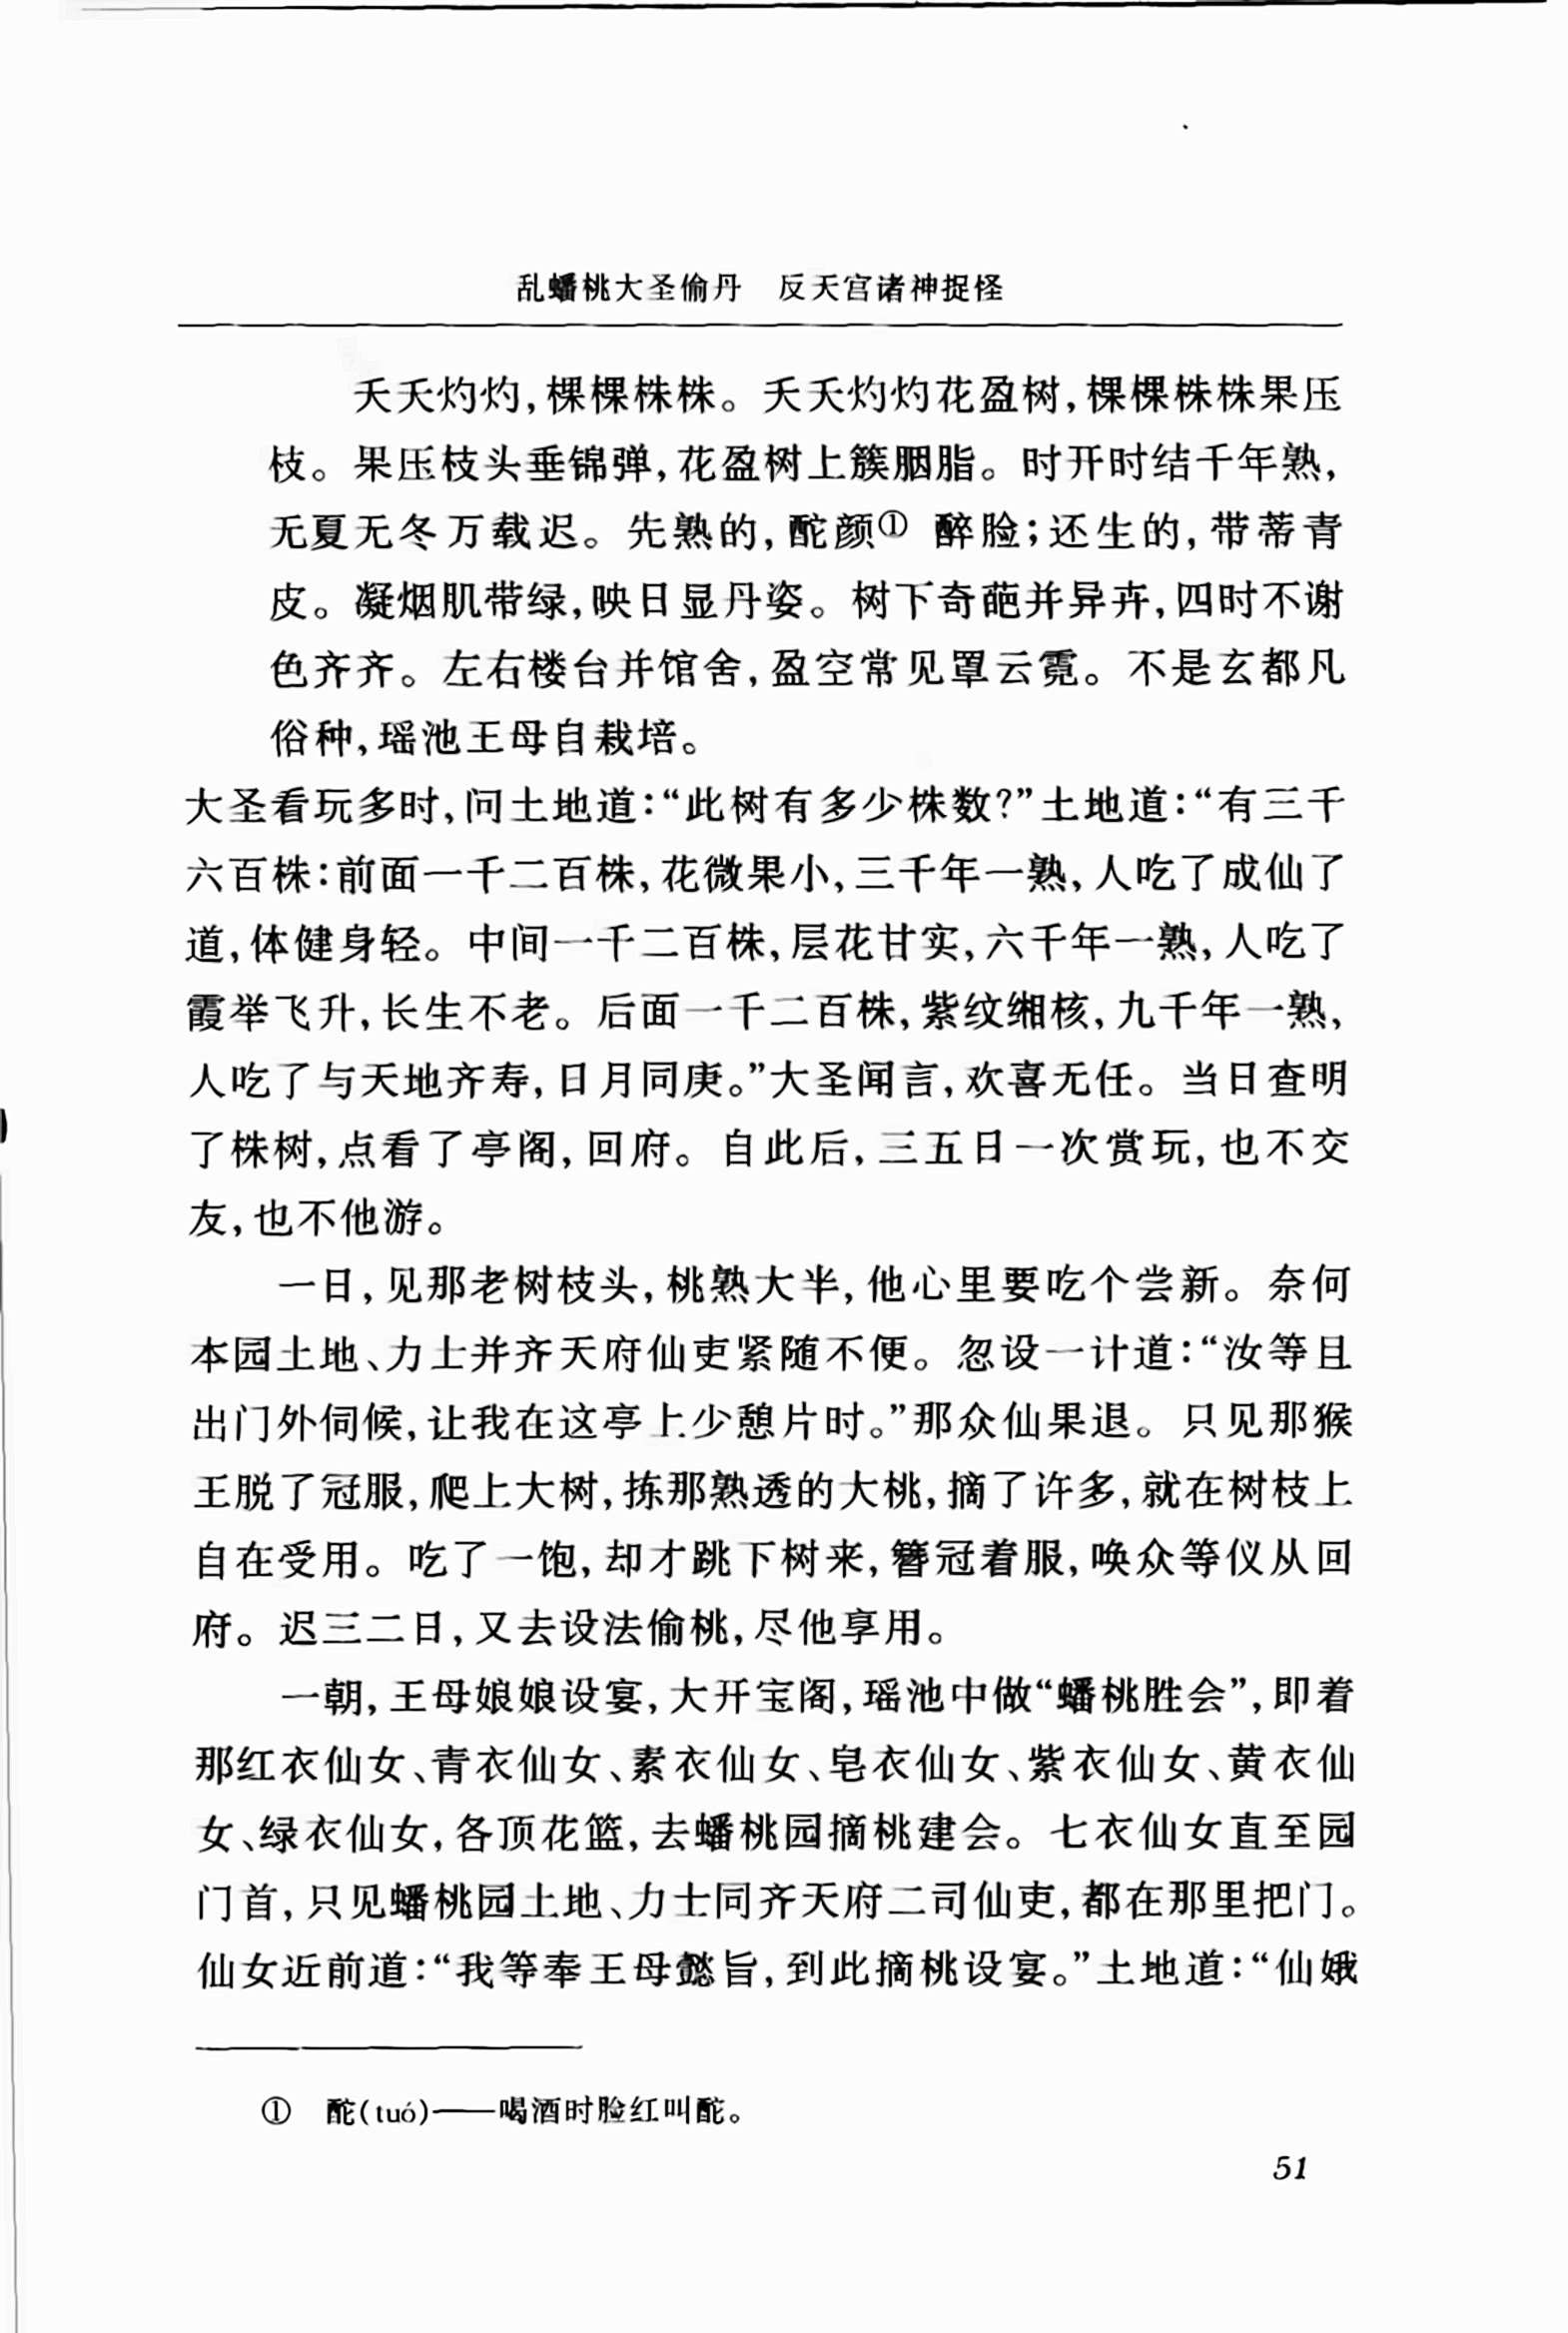 乱蟠桃大圣偷丹　反天宫诸神捉怪
夭夭灼灼,棵棵株株。夭夭灼灼花盈树,棵棵株株果压
枝。果压枝头垂锦弹,花盈树上簇胭脂。时开时结千年熟,
无夏无冬万载迟。先熟的,酡颜① 醉脸;还生的,带蒂青
皮。凝烟肌带绿,映日显丹姿。树下奇葩并异卉,四时不谢
色齐齐。左右楼台并馆舍,盈空常见罩云霓。不是玄都凡
俗种,瑶池王母自栽培。
大圣看玩多时,问土地道:“此树有多少株数?”土地道:“有三千
六百株:前面一千二百株,花微果小,三千年一熟,人吃了成仙了
道,体健身轻。中间一千二百株,层花甘实,六千年一熟,人吃了
霞举飞升,长生不老。后面一千二百株,紫纹缃核,九千年一熟,
人吃了与天地齐寿,日月同庚。”大圣闻言,欢喜无任。当日查明
了株树,点看了亭阁,回府。自此后,三五日一次赏玩,也不交
友,也不他游。
一日,见那老树枝头,桃熟大半,他心里要吃个尝新。奈何
本园土地、力士并齐天府仙吏紧随不便。忽设一计道:“汝等且
出门外伺候,让我在这亭上少憩片时。”那众仙果退。只见那猴
王脱了冠服,爬上大树,拣那熟透的大桃,摘了许多,就在树枝上
自在受用。吃了一饱,却才跳下树来,簪冠着服,唤众等仪从回
府。迟三二日,又去设法偷桃,尽他享用。
一朝,王母娘娘设宴,大开宝阁,瑶池中做“蟠桃胜会”,即着
那红衣仙女、青衣仙女、素衣仙女、皂衣仙女、紫衣仙女、黄衣仙
女、绿衣仙女,各顶花篮,去蟠桃园摘桃建会。七衣仙女直至园
门首,只见蟠桃园土地、力士同齐天府二司仙吏,都在那里把门。
仙女近前道:“我等奉王母懿旨,到此摘桃设宴。”土地道:“仙娥
①　酡(tuó)——喝酒时脸红叫酡。
51